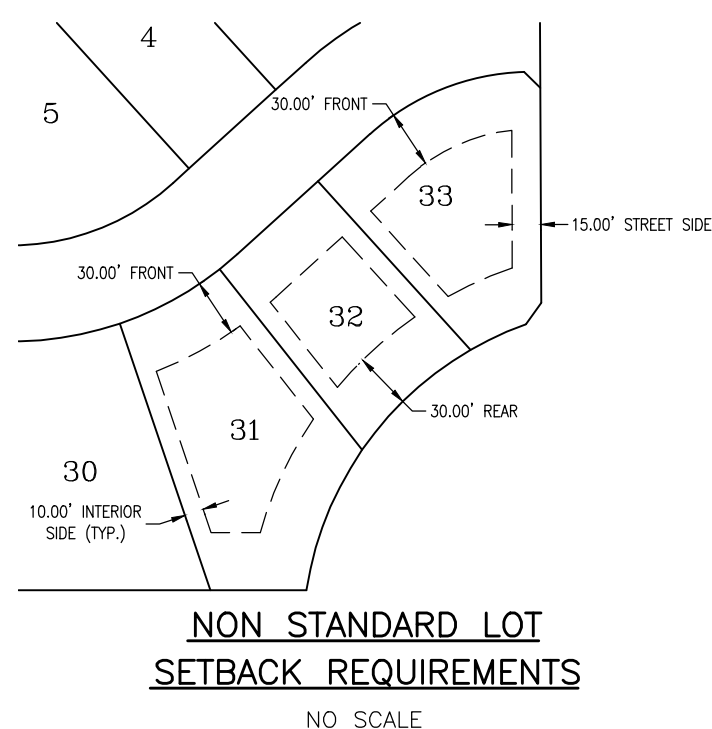 4
5
30.00' FRONT
33
15.00' STREET SIDE
30.00' FRONT
32
30.00' REAR
31
30
10.00' INTERIOR
SIDE (TYP.)
NON STANDARD LOT
SETBACK REQUIREMENTS
NO SCALE